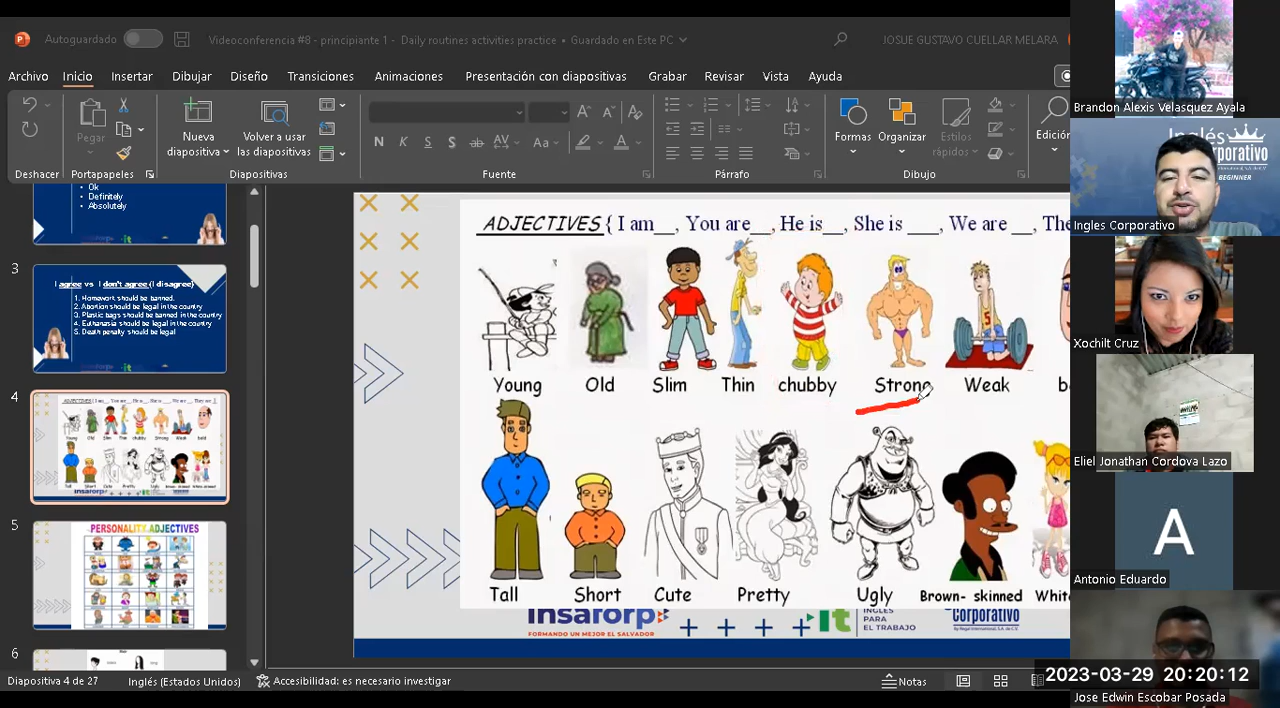 Autoguardado
Videoconferencia #8 - principiante 1 - Daily routines activities practice • Guardado en Este PC
JOSUE GUSTAVO CUELLAR MELARA
Archivo Inicio Insertar Dibujar Diseño Transiciones Animaciones Presentación con diapositivas Grabar Revisar Vista Ayuda
Pegar
Nueva diapositiva
Volver a usar las diapositivas
N K S S ab AV Aa A
Formas Organizar Estilos rápidos Edición
Deshacer Portapapeles Diapositivas Fuente Párrafo Dibujo
• Ok
• Definitely
• Absolutely
3
I agree vs I don't agree (I disagree)
1. Homework should be banned.
2. Abortion should be legal in the country
3. Plastic bags should be banned in the country
4. Euthanasia should be legal in the country
5. Death penalty should be legal
4
5
PERSONALITY ADJECTIVES
6
ADJECTIVES { I am__, You are__, He is__, She is ___, We are __, The
Young Old Slim Thin chubby Strong Weak
Tall Short Cute Pretty Ugly Brown- skinned Whit
insaforp
FORMANDO UN MEJOR EL SALVADOR
it
INGLÉS
PARA
EL TRABAJO
Corporativo
Diapositiva 4 de 27 Inglés (Estados Unidos) Accesibilidad: es necesario investigar Notas
Brandon Alexis Velasquez Ayala
Inglés
BEGINNER
Ingles Corporativo
Xochilt Cruz
Eliel Jonathan Cordova Lazo
A
Antonio Eduardo
2023-03-29 20:20:12
Jose Edwin Escobar Posada